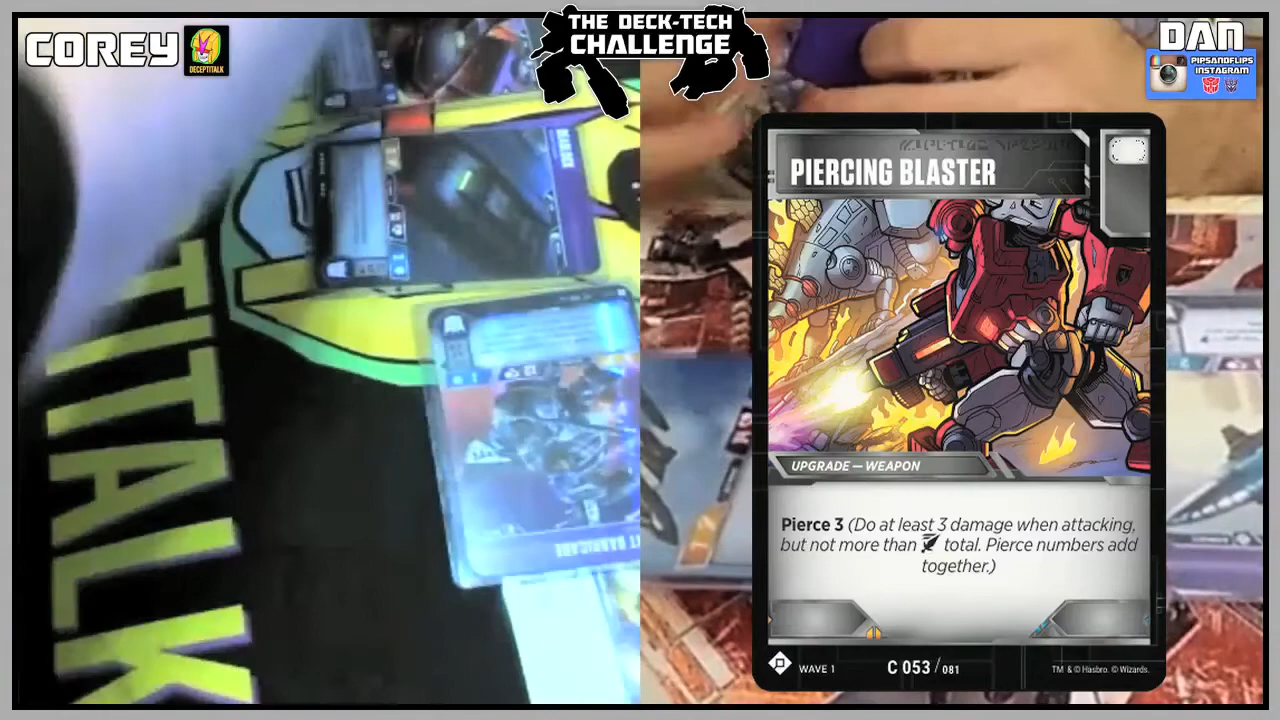 COREY
DECEPTITALK
THE DECK-TECH
CHALLENGE
DAN
PIPSANDFLIPS
INSTAGRAM
PIERCING BLASTER
UPGRADE — WEAPON
Pierce 3 (Do at least 3 damage when attacking,
but not more than total. Pierce numbers add
together.)
WAVE 1
C 053/081
TM & © Hasbro. © Wizards.
TITALK
BARRICADE